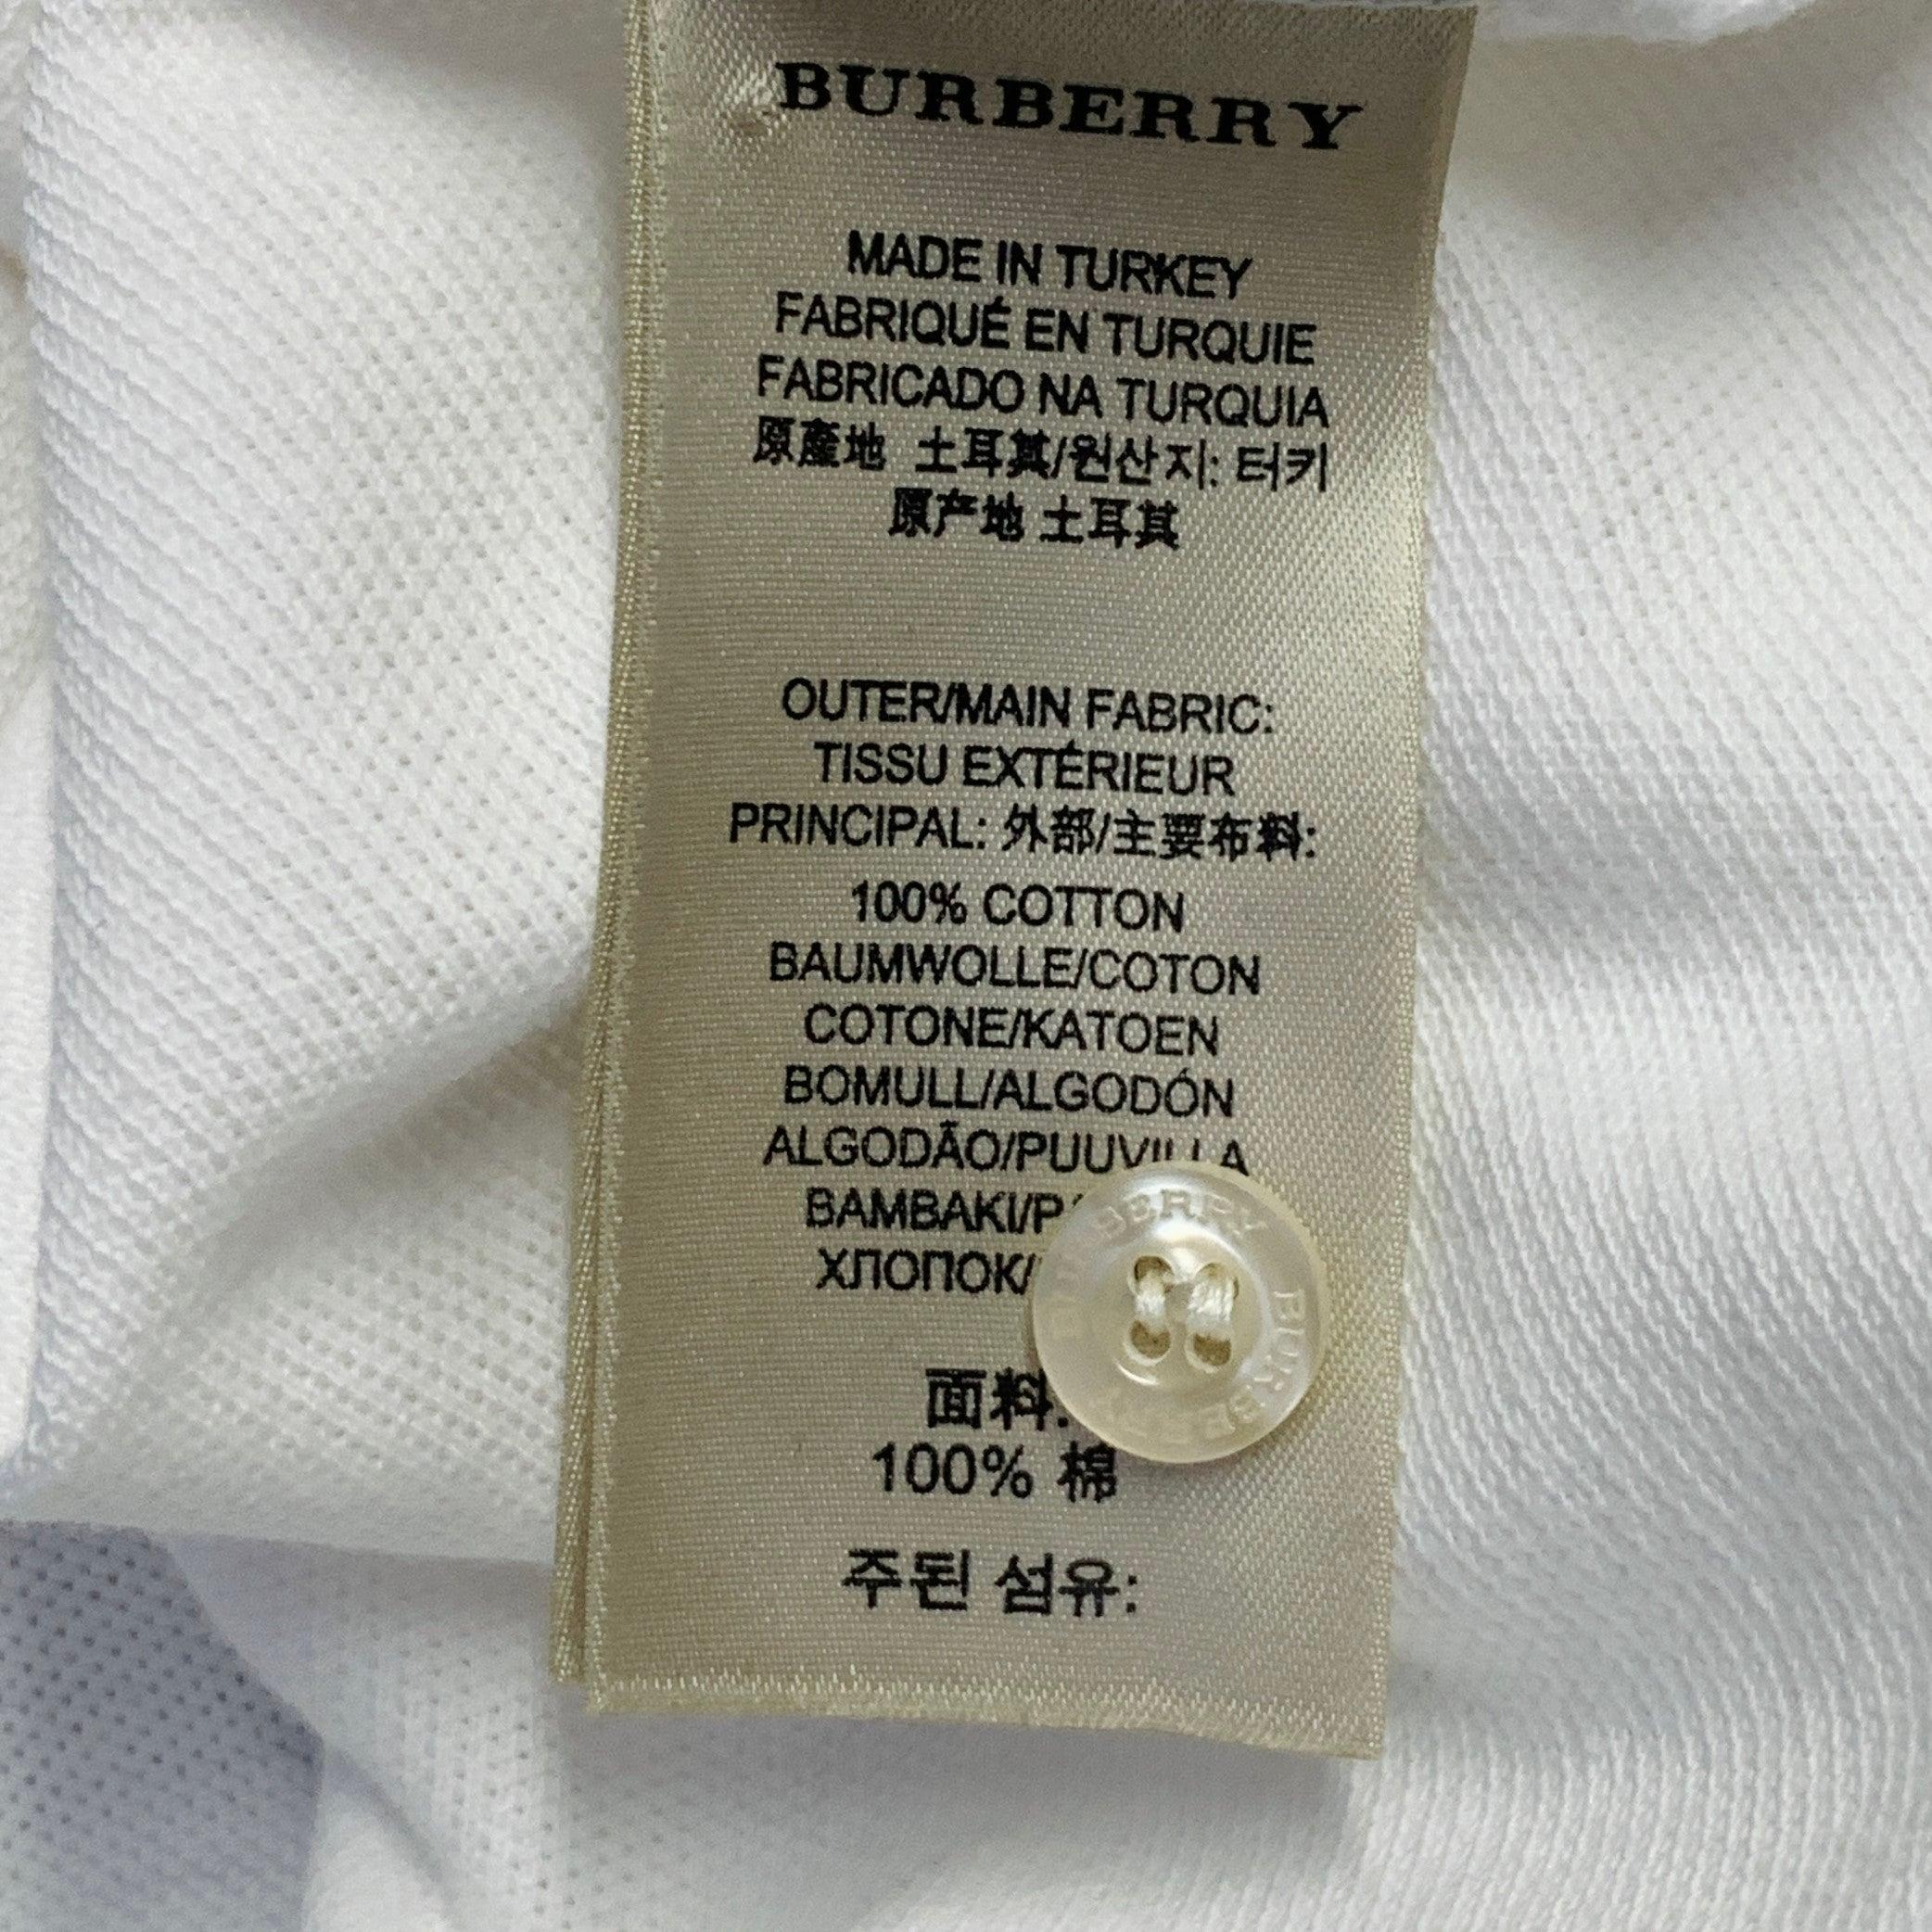 BURBERRY
MADE IN TURKEY
FABRIQUÉ EN TURQUIE
FABRICADO NA TURQUIA
原產地 土耳其/원산지: 터키
原产地 土耳其
OUTER/MAIN FABRIC:
TISSU EXTÉRIEUR
PRINCIPAL: 外部/主要布料:
100% COTTON
BAUMWOLLE/COTON
COTONE/KATOEN
BOMULL/ALGODÓN
ALGODÃO/PUUVILLA
BAMBAKI/
ХЛОПОК/
BURBERRY
BURBERRY
面料:
100% 棉
주된 섬유: